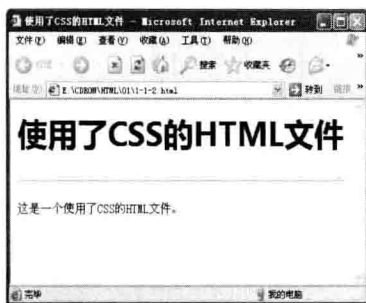 使用了CSS的HTML文件 - Microsoft Internet Explorer
文件(F) 编辑(E) 查看(V) 收藏(A) 工具(T) 帮助(H)
搜索 收藏夹
E:\CDROM\HTML\01\1-1-2.html 转到
使用了CSS的HTML文件
这是一个使用了CSS的HTML文件。
完毕 我的电脑